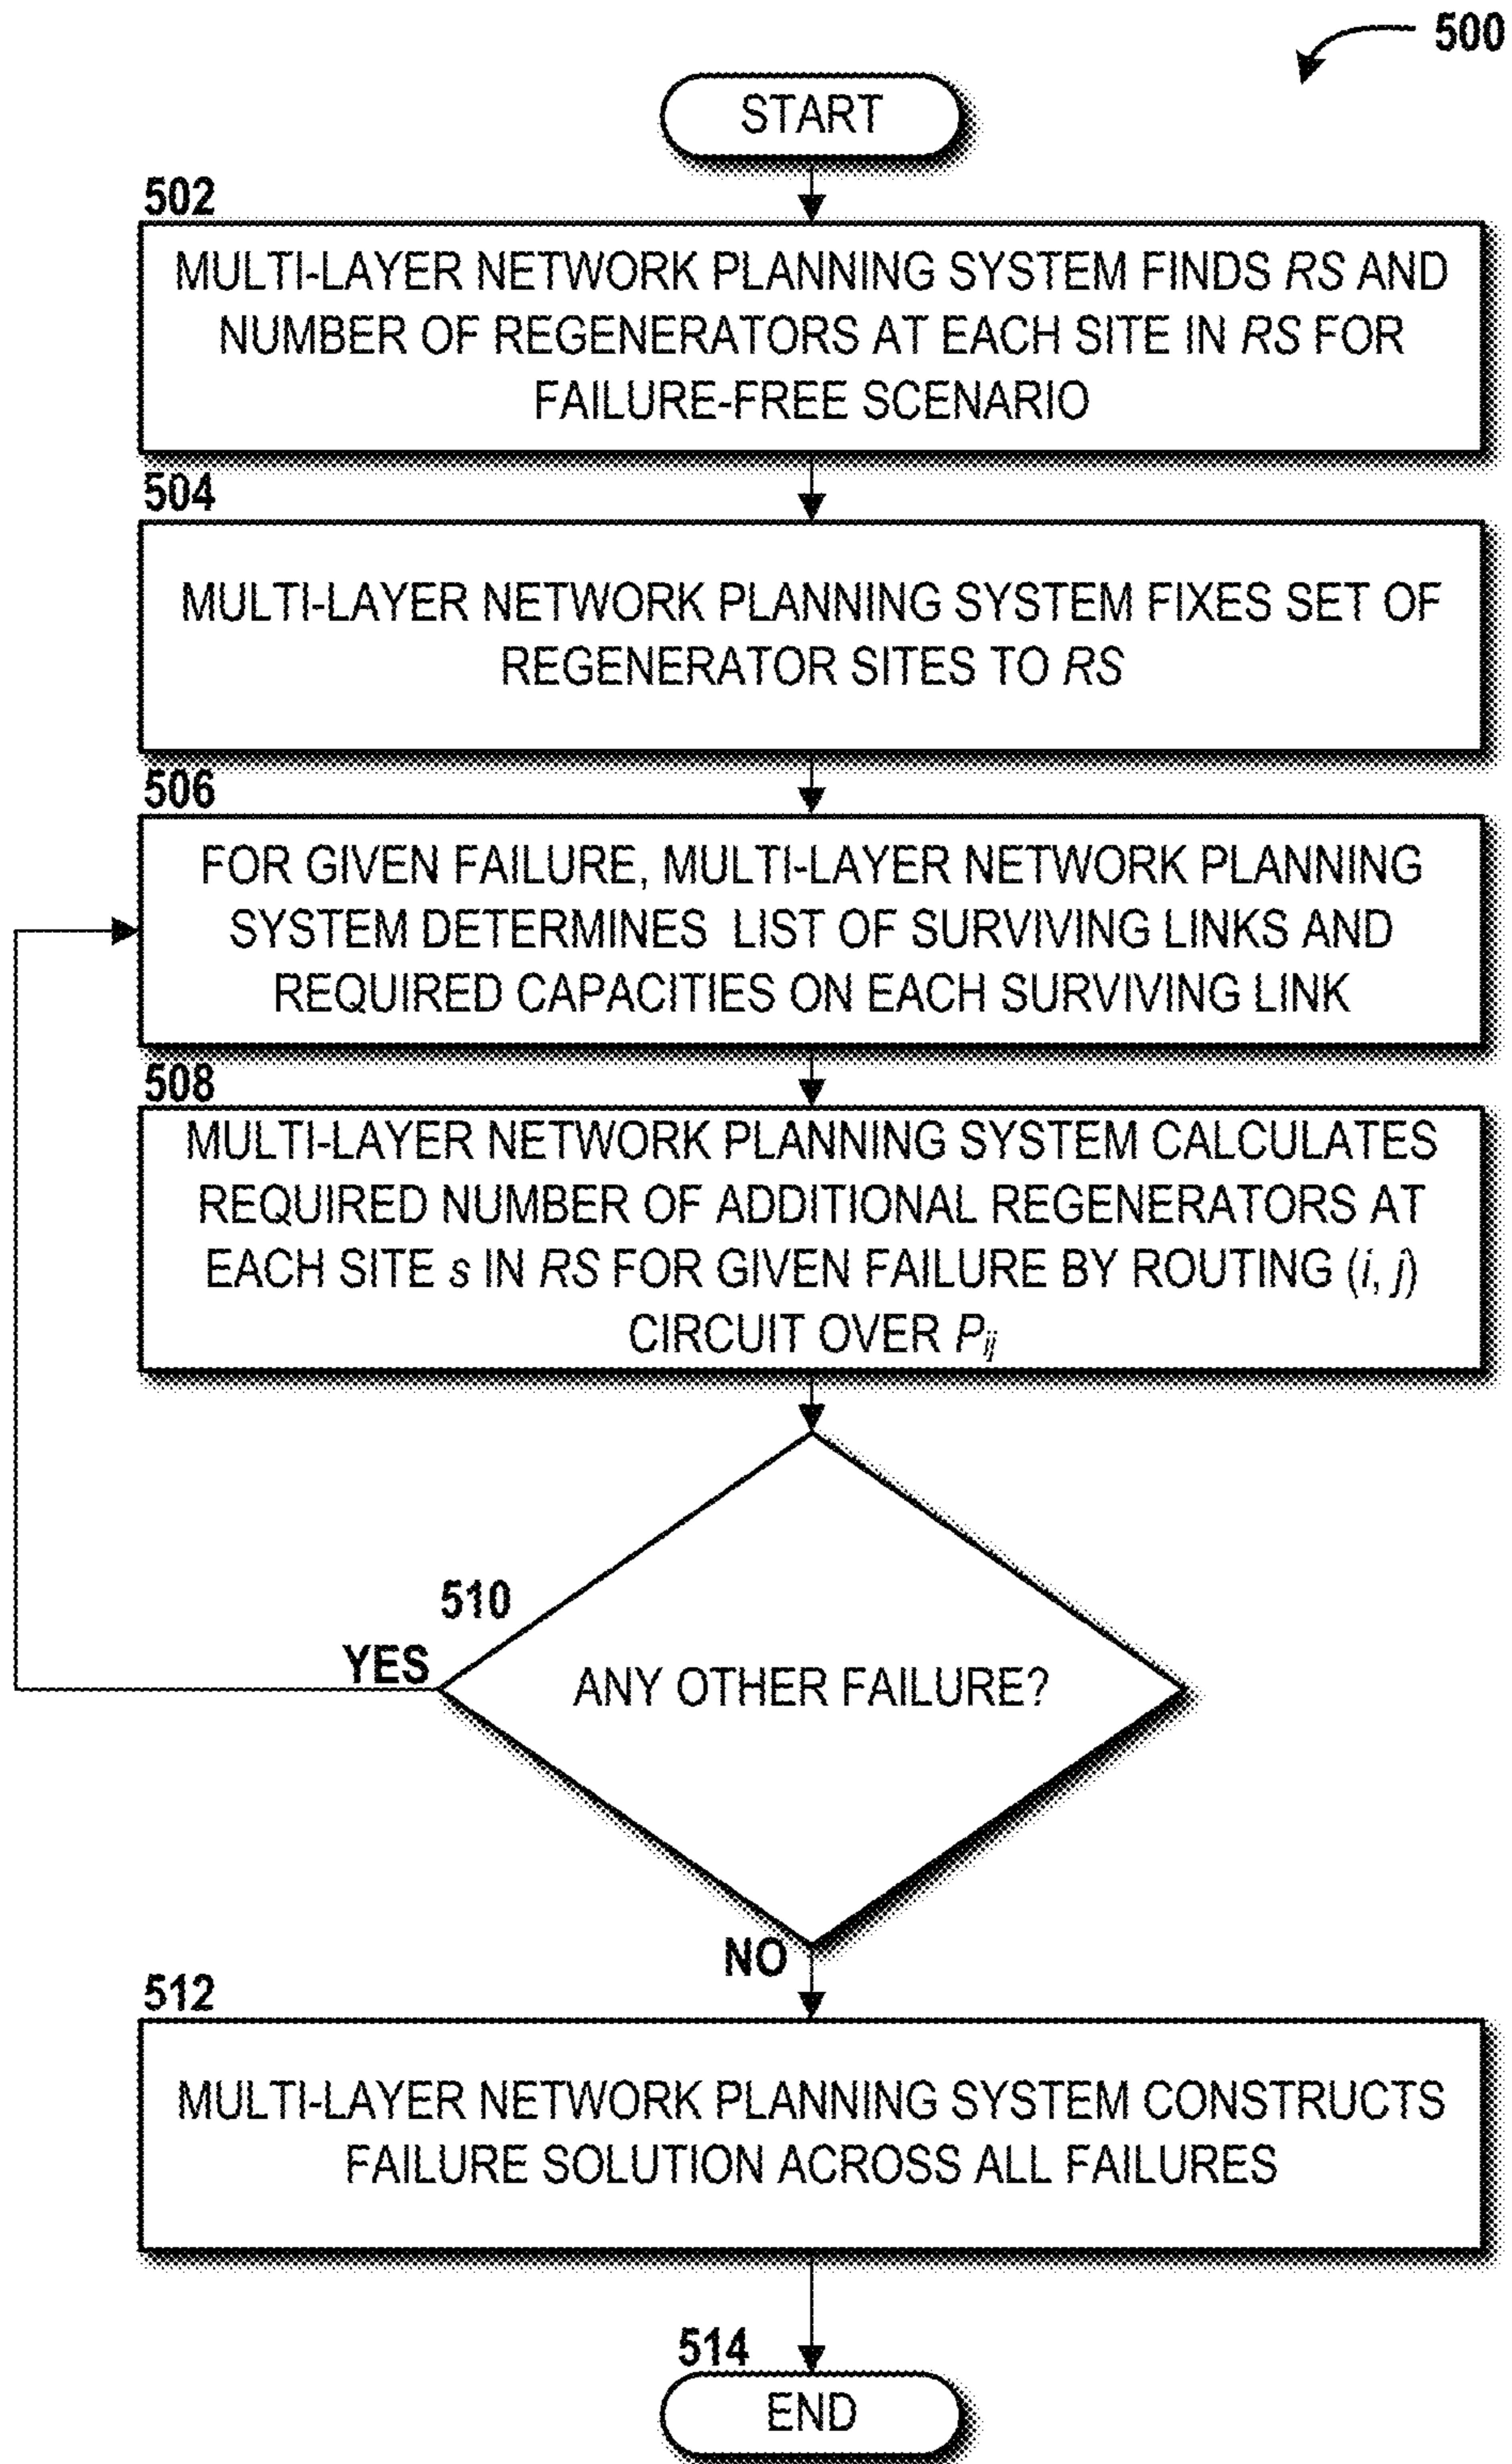 500
START
502
MULTI-LAYER NETWORK PLANNING SYSTEM FINDS RS AND
NUMBER OF REGENERATORS AT EACH SITE IN RS FOR
FAILURE-FREE SCENARIO
504
MULTI-LAYER NETWORK PLANNING SYSTEM FIXES SET OF
REGENERATOR SITES TO RS
506
FOR GIVEN FAILURE, MULTI-LAYER NETWORK PLANNING
SYSTEM DETERMINES LIST OF SURVIVING LINKS AND
REQUIRED CAPACITIES ON EACH SURVIVING LINK
508
MULTI-LAYER NETWORK PLANNING SYSTEM CALCULATES
REQUIRED NUMBER OF ADDITIONAL REGENERATORS AT
EACH SITE s IN RS FOR GIVEN FAILURE BY ROUTING (i, j)
CIRCUIT OVER Pij
510
YES
ANY OTHER FAILURE?
NO
512
MULTI-LAYER NETWORK PLANNING SYSTEM CONSTRUCTS
FAILURE SOLUTION ACROSS ALL FAILURES
514
END